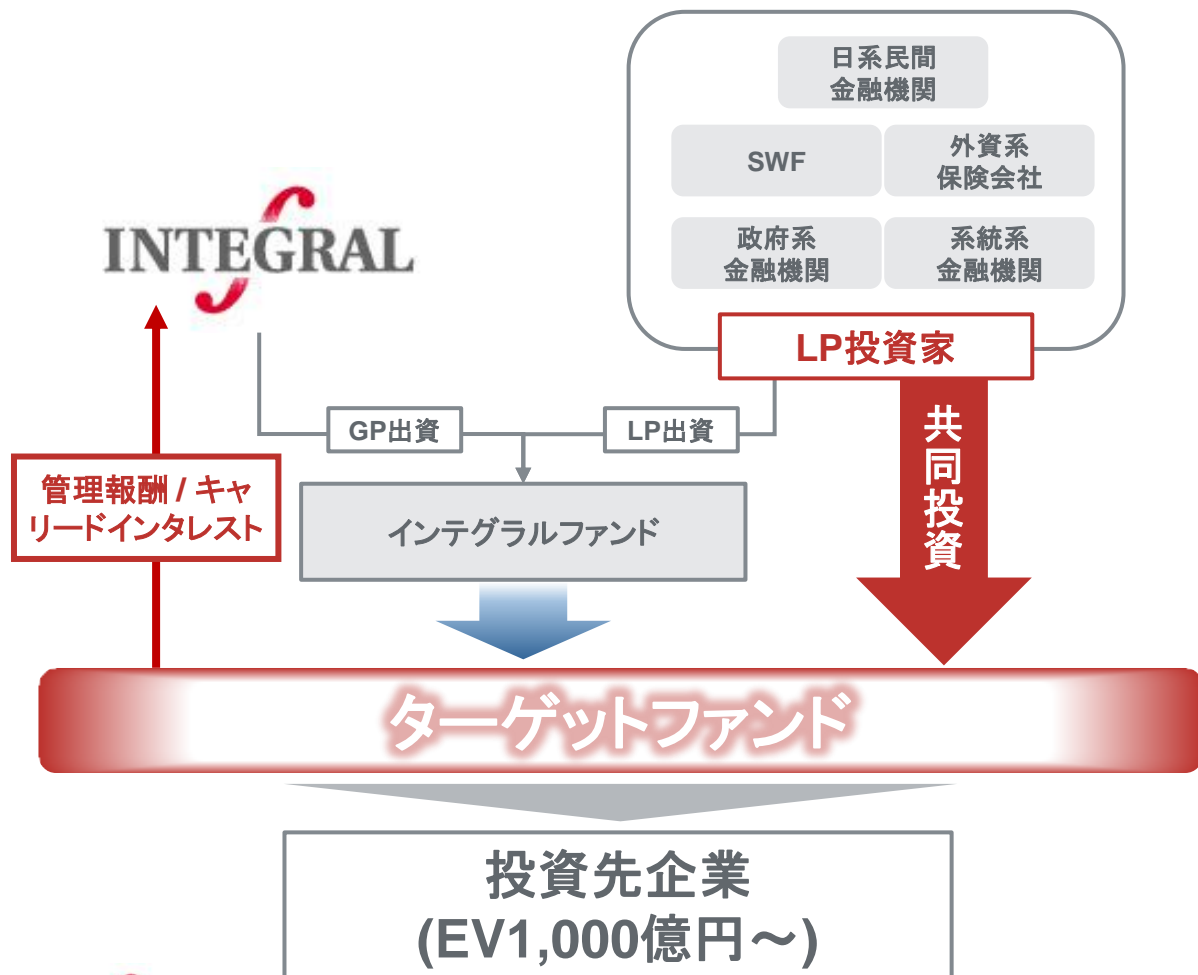 日系民間
金融機関
SWF
外資系
保険会社
政府系
金融機関
系統系
金融機関
INTEGRAL
LP投資家
GP出資
LP出資
共同投資
管理報酬 / キャ
リードインタレスト
インテグラルファンド
ターゲットファンド
投資先企業
(EV1,000億円～)